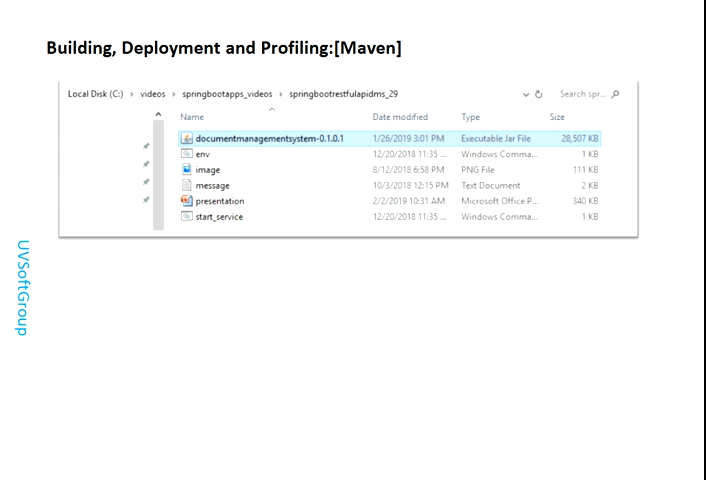 Building, Deployment and Profiling:[Maven]
Local Disk (C:) › videos › springbootapps_videos › springbootrestfulapidms_29 Search spr...
Name Date modified Type Size
documentmanagementsystem-0.1.0.1 1/26/2019 3:01 PM Executable Jar File 28,507 KB
env 12/20/2018 11:35 ... Windows Comma... 1 KB
image 8/12/2018 6:58 PM PNG File 111 KB
message 10/3/2018 12:15 PM Text Document 2 KB
presentation 2/2/2019 10:31 AM Microsoft Office P... 340 KB
start_service 12/20/2018 11:35 ... Windows Comma... 1 KB
UVSoftGroup